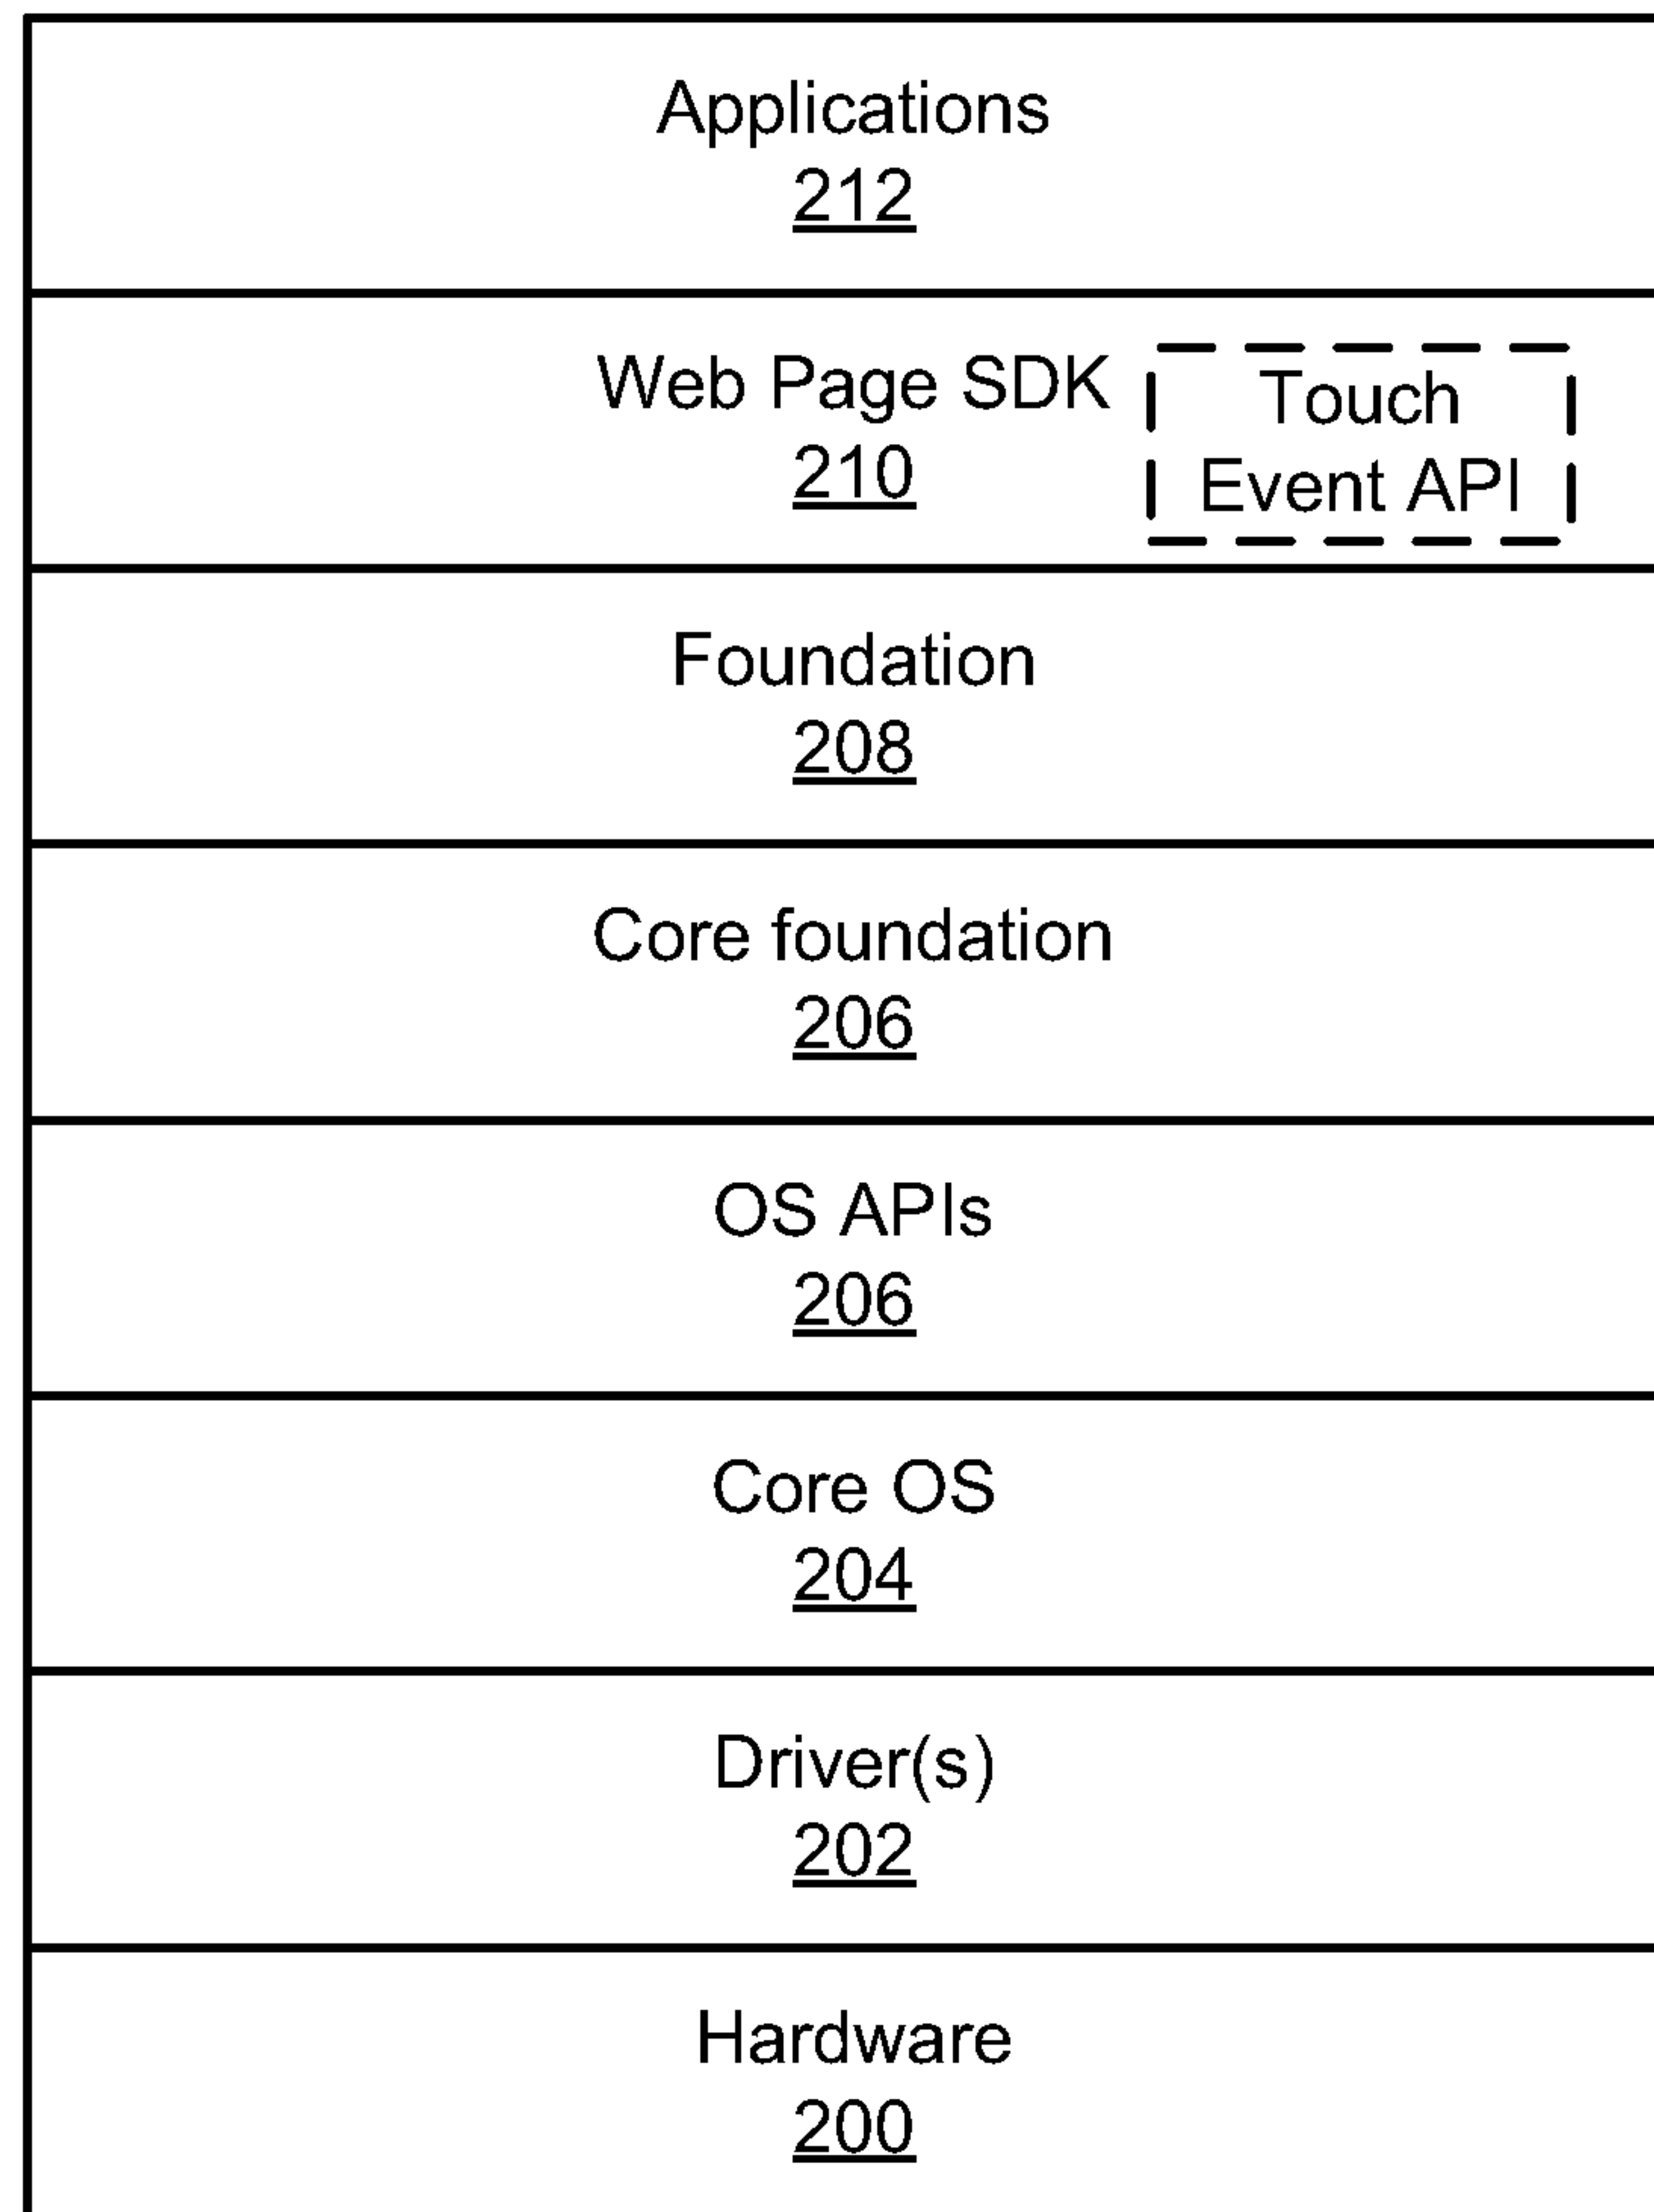 Applications
212
Web Page SDK
210
Touch
Event API
Foundation
208
Core foundation
206
OS APIs
206
Core OS
204
Driver(s)
202
Hardware
200